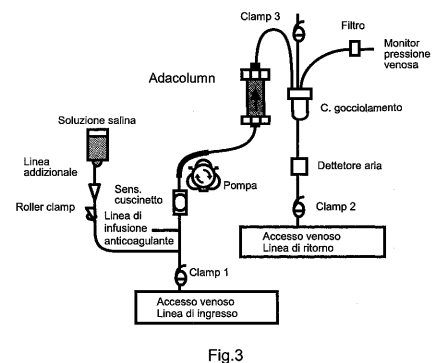 Clamp 3
Filtro
Monitor
pressione
venosa
Adacolumn
C. gocciolamento
Soluzione salina
Linea
addizionale
Sens.
cuscinetto
Pompa
Dettetore aria
Roller clamp
Linea di
infusione
anticoagulante
Clamp 2
Accesso venoso
Linea di ritorno
Clamp 1
Accesso venoso
Linea di ingresso
Fig.3